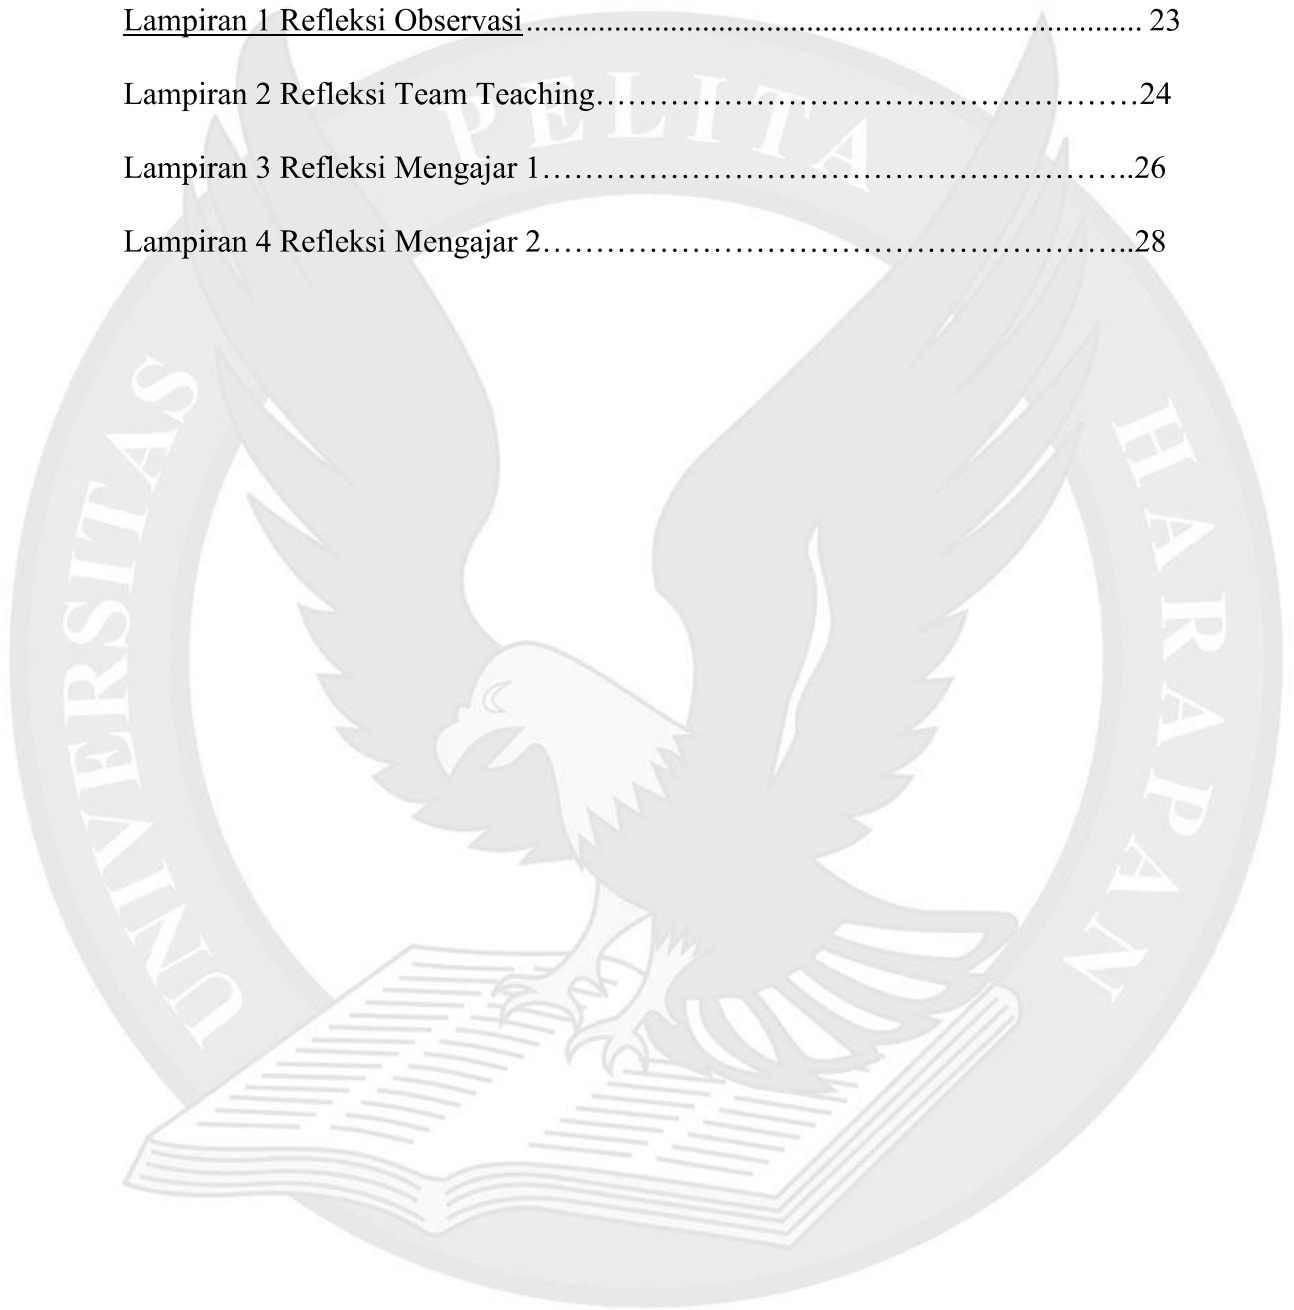 Lampiran 1 Refleksi Observasi.............................................................................. 23
Lampiran 2 Refleksi Team Teaching……………………………………………24
Lampiran 3 Refleksi Mengajar 1………………………………………………..26
Lampiran 4 Refleksi Mengajar 2………………………………………………..28
UNIVERSITAS PELITA HARAPAN